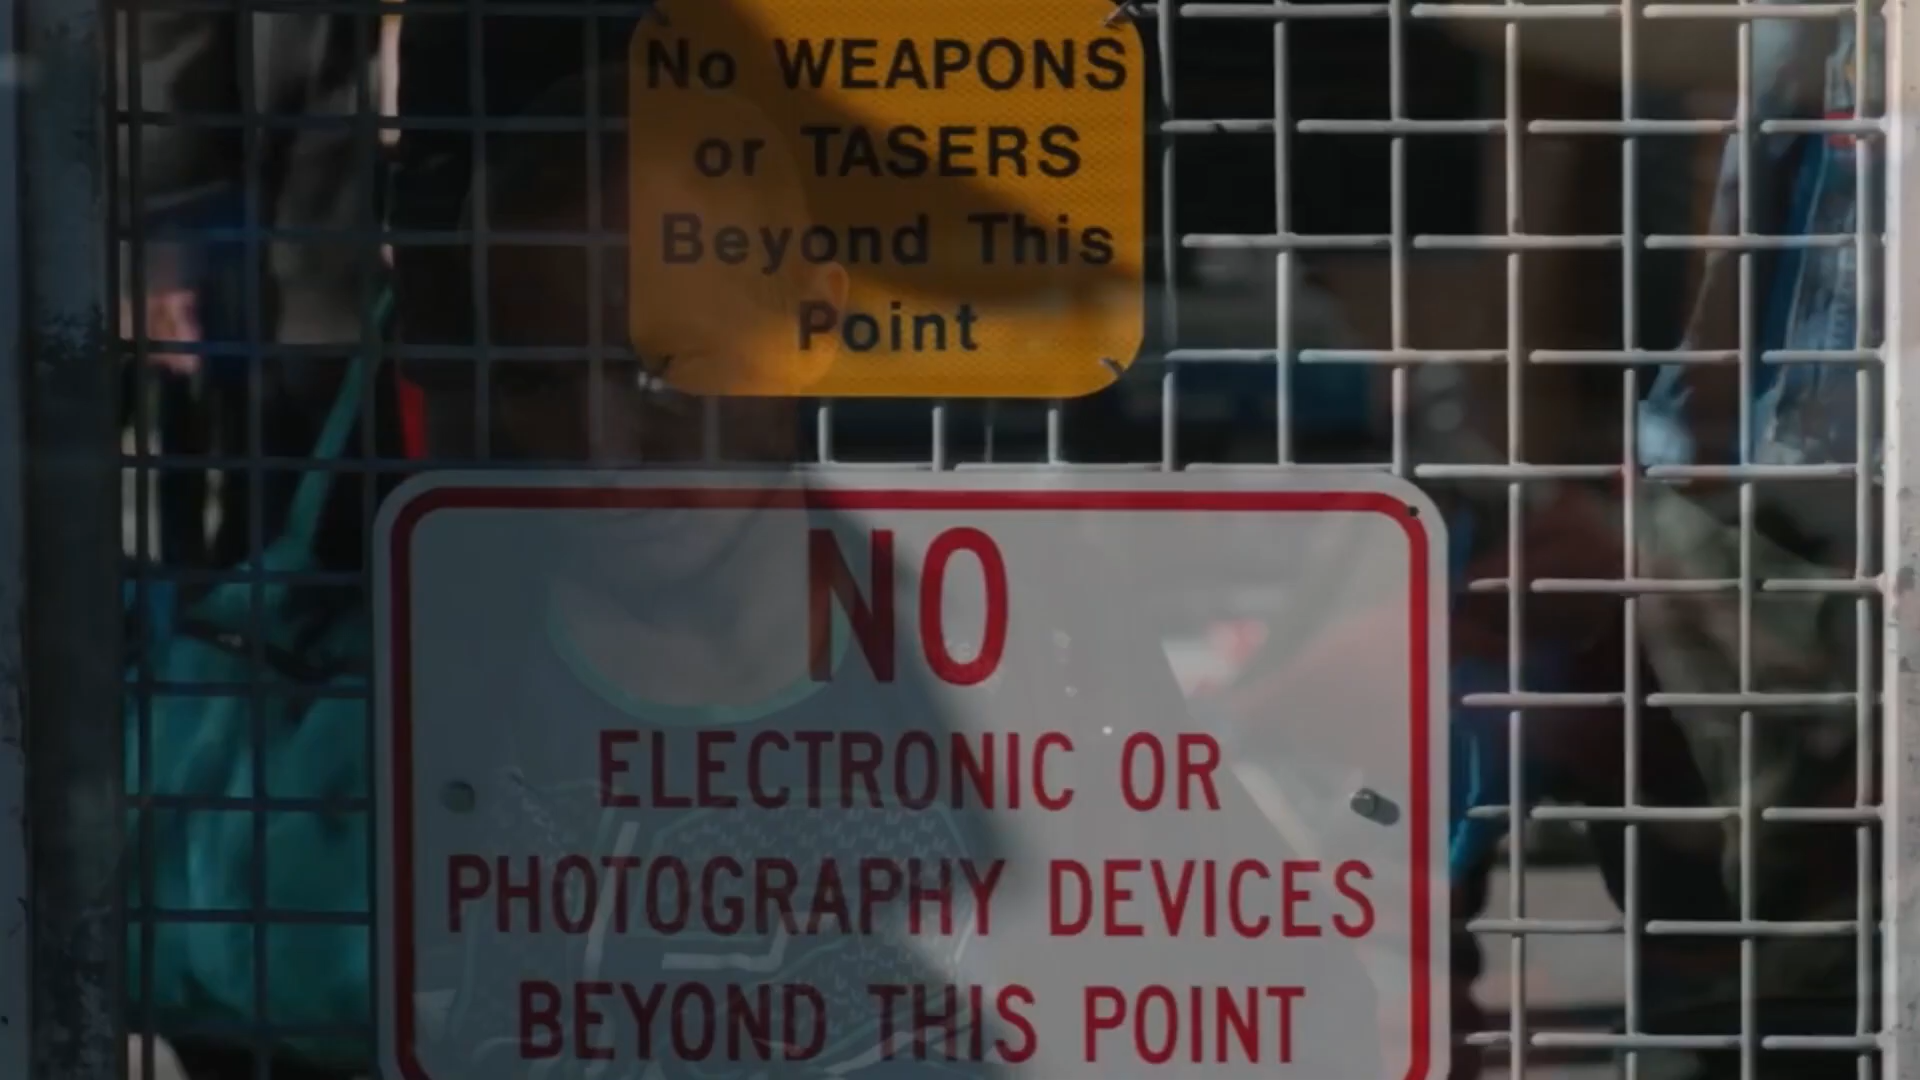 No WEAPONS
or TASERS
Beyond This
Point
NO
ELECTRONIC OR
PHOTOGRAPHY DEVICES
BEYOND THIS POINT